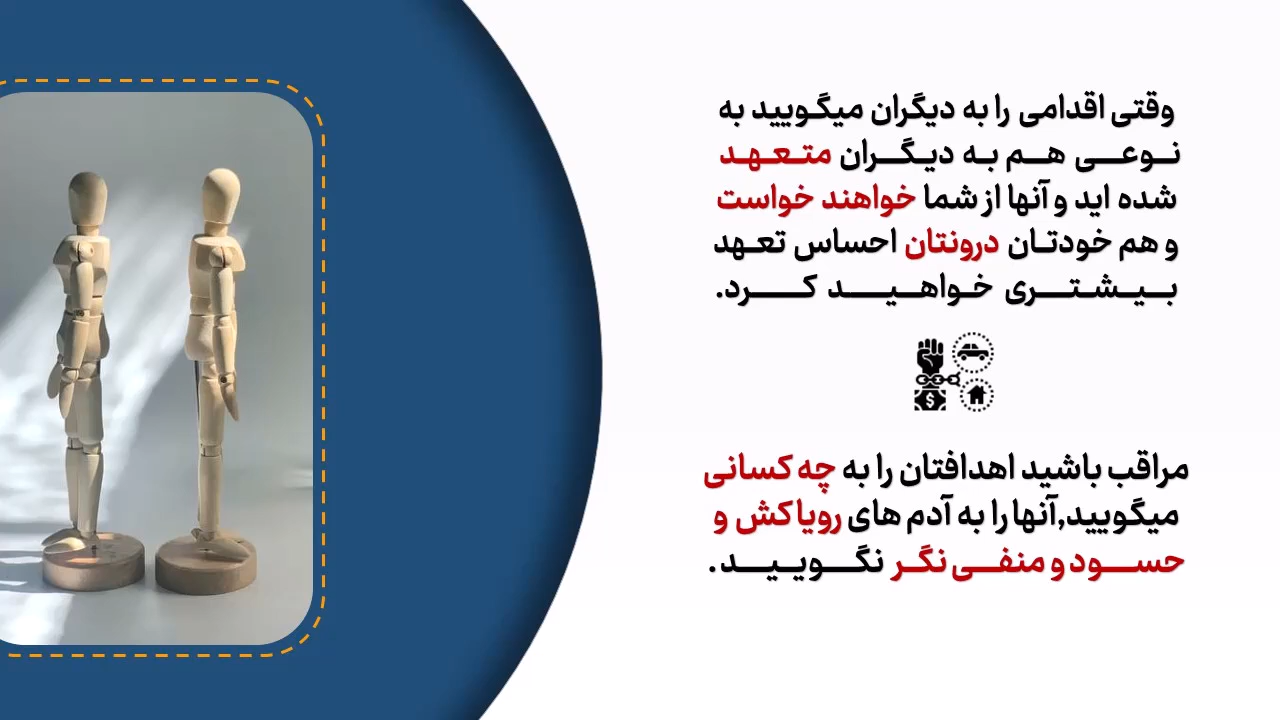 وقتی اقدامی را به دیگران میگویید به
نوعی هم به دیگران متعهد
شده اید و آنها از شما خواهند خواست
و هم خودتان درونتان احساس تعهد
بیشتری خواهید کرد.
مراقب باشید اهدافتان را به چه کسانی
میگویید,آنها را به آدم های رویاکش و
حسود و منفی نگر نگویید.